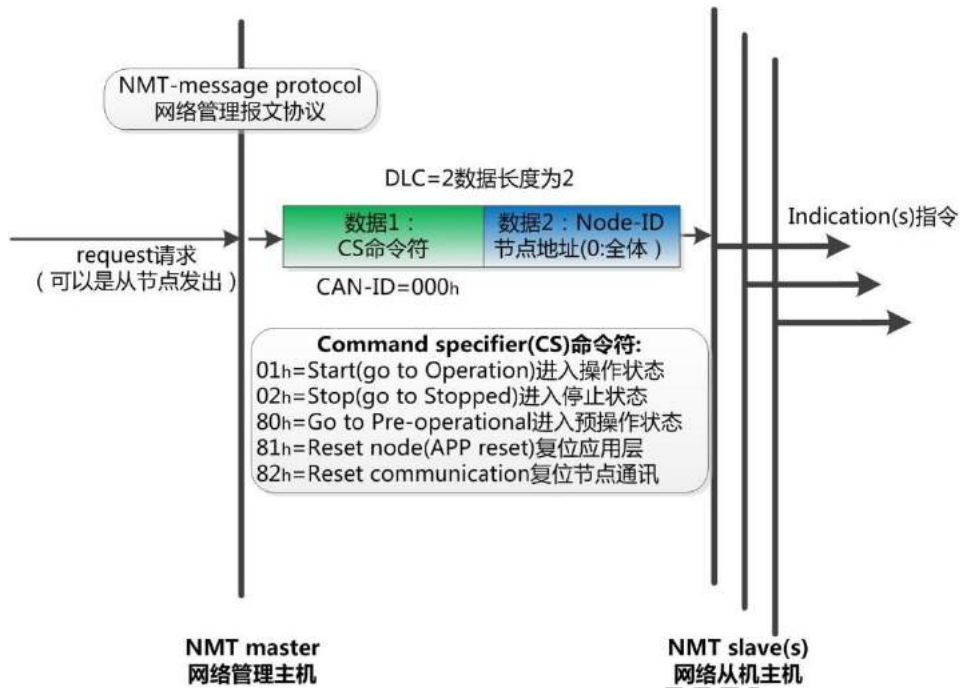 NMT-message protocol
网络管理报文协议
DLC=2数据长度为2
数据1：
CS命令符
数据2：Node-ID
节点地址(0:全体）
Indication(s)指令
request请求
（可以是从节点发出）
CAN-ID=000h
Command specifier(CS)命令符:
01h=Start(go to Operation)进入操作状态
02h=Stop(go to Stopped)进入停止状态
80h=Go to Pre-operational进入预操作状态
81h=Reset node(APP reset)复位应用层
82h=Reset communication复位节点通讯
NMT master
网络管理主机
NMT slave(s)
网络从机主机